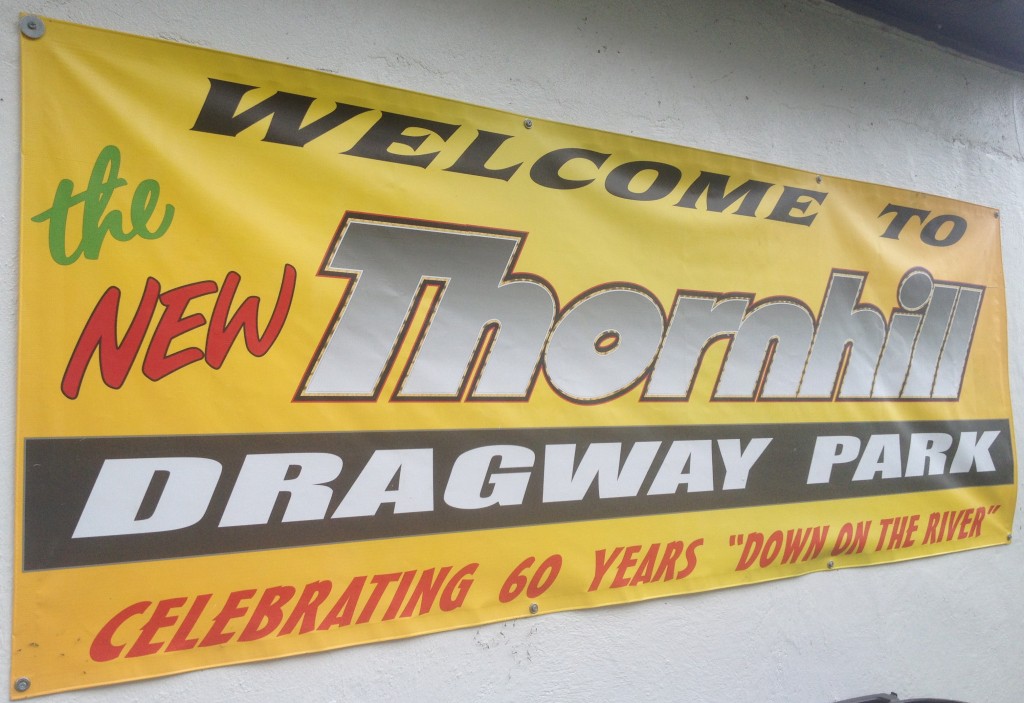 WELCOME TO
the
NEW
Thornhill
DRAGWAY PARK
CELEBRATING 60 YEARS "DOWN ON THE RIVER"